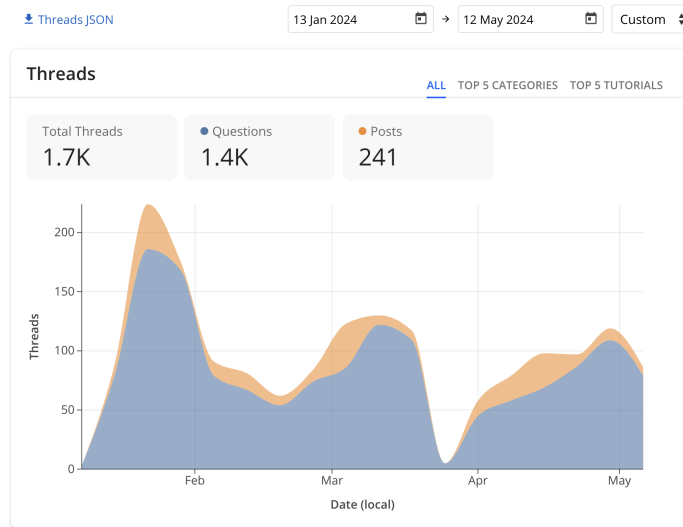 Threads JSON
13 Jan 2024 → 12 May 2024 Custom
Threads
ALL TOP 5 CATEGORIES TOP 5 TUTORIALS
Total Threads Questions Posts
1.7K 1.4K 241
200
150
100
50
0
Threads
Feb Mar Apr May
Date (local)